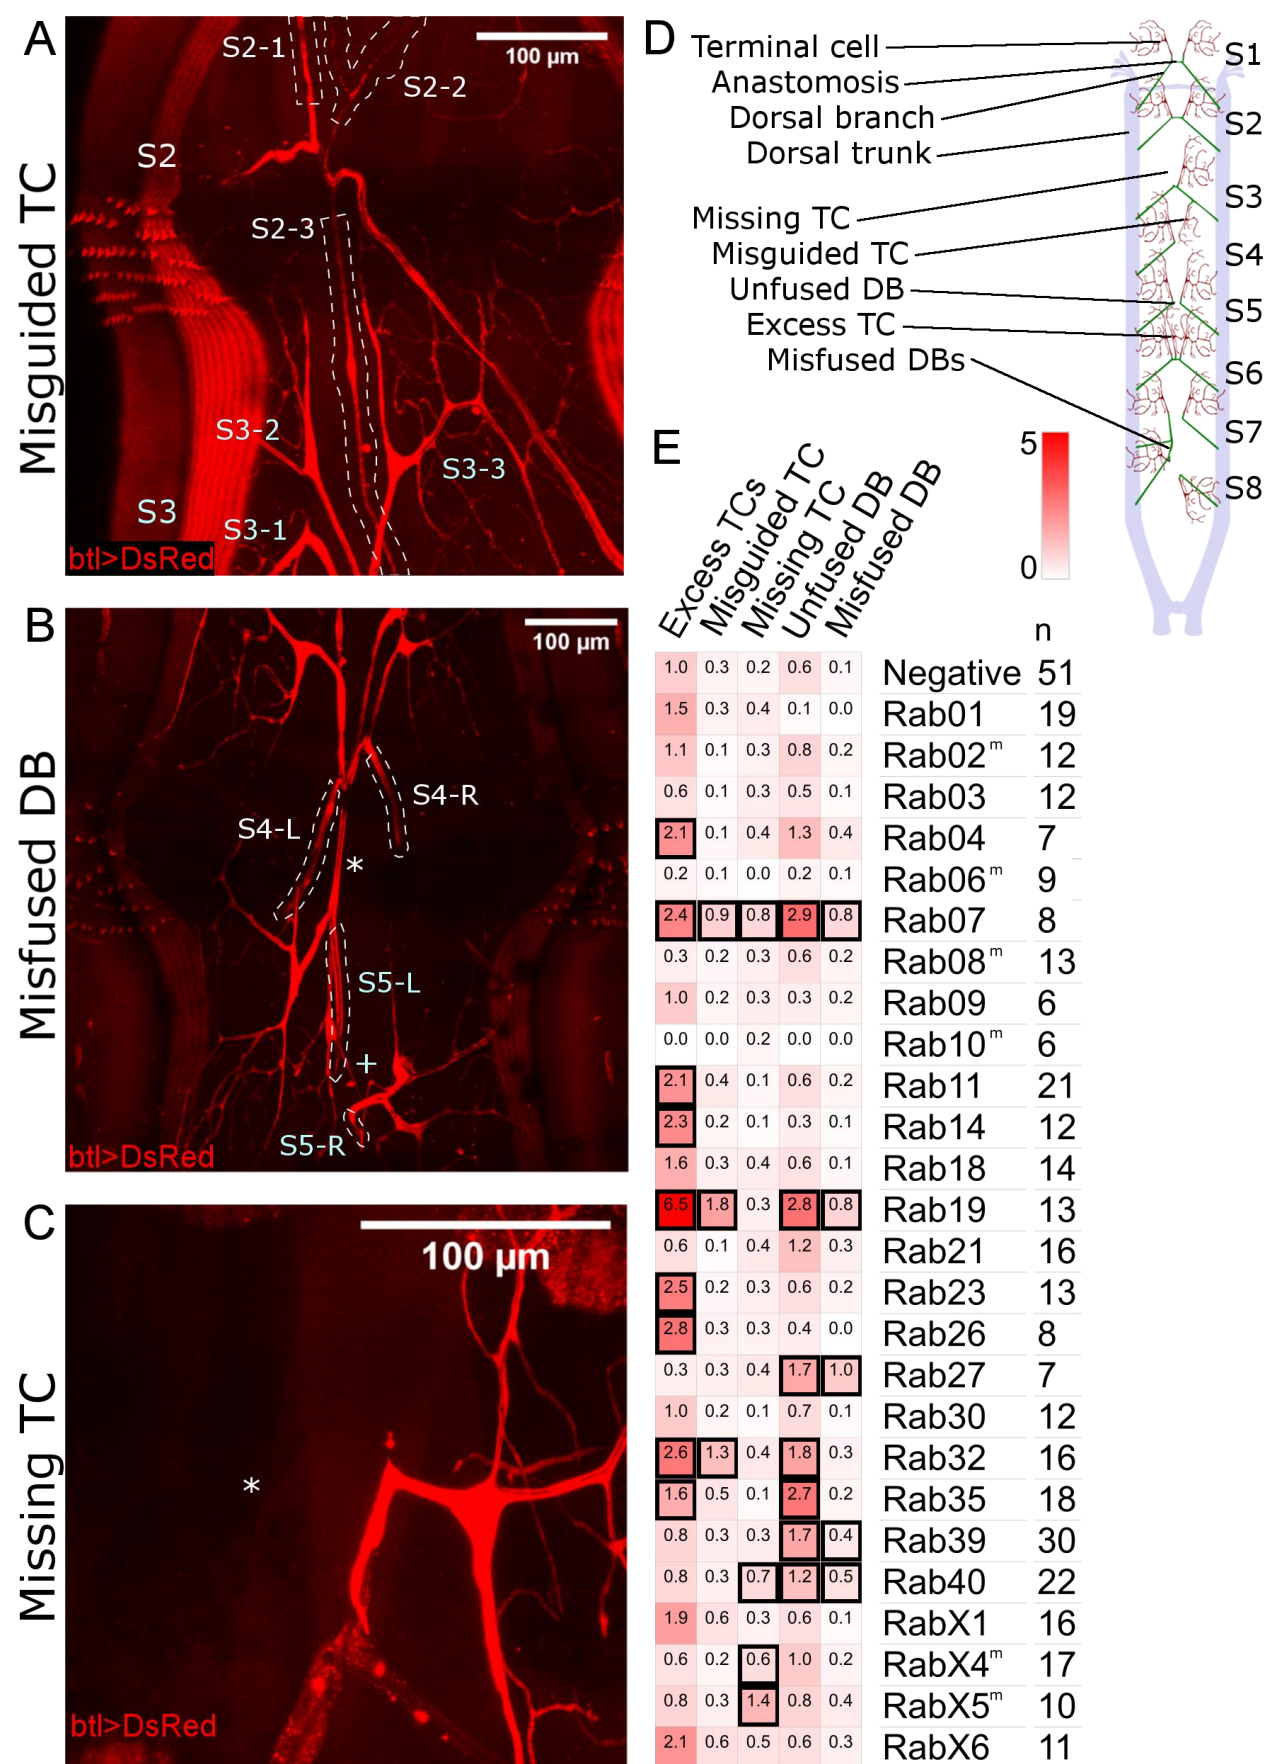 A
Misguided TC
S2-1
100 µm
S2-2
S2
S2-3
S3-2
S3-3
S3
S3-1
btl>DsRed
B
Misfused DB
100 µm
S4-R
S4-L
*
S5-L
+
S5-R
btl>DsRed
C
Missing TC
100 µm
*
btl>DsRed
D
Terminal cell
Anastomosis
Dorsal branch
Dorsal trunk
Missing TC
Misguided TC
Unfused DB
Excess TC
Misfused DBs
S1
S2
S3
S4
S5
S6
S7
S8
E
5
0
Excess TCs
Misguided TC
Missing TC
Unfused DB
Misfused DB
n
1.0 0.3 0.2 0.6 0.1 Negative 51
1.5 0.3 0.4 0.1 0.0 Rab01 19
1.1 0.1 0.3 0.8 0.2 Rab02m 12
0.6 0.1 0.3 0.5 0.1 Rab03 12
2.1 0.1 0.4 1.3 0.4 Rab04 7
0.2 0.1 0.0 0.2 0.1 Rab06m 9
2.4 0.9 0.8 2.9 0.8 Rab07 8
0.3 0.2 0.3 0.6 0.2 Rab08m 13
1.0 0.2 0.3 0.3 0.2 Rab09 6
0.0 0.0 0.2 0.0 0.0 Rab10m 6
2.1 0.4 0.1 0.6 0.2 Rab11 21
2.3 0.2 0.1 0.3 0.1 Rab14 12
1.6 0.3 0.4 0.6 0.1 Rab18 14
6.5 1.8 0.3 2.8 0.8 Rab19 13
0.6 0.1 0.4 1.2 0.3 Rab21 16
2.5 0.2 0.3 0.6 0.2 Rab23 13
2.8 0.3 0.3 0.4 0.0 Rab26 8
0.3 0.3 0.4 1.7 1.0 Rab27 7
1.0 0.2 0.1 0.7 0.1 Rab30 12
2.6 1.3 0.4 1.8 0.3 Rab32 16
1.6 0.5 0.1 2.7 0.2 Rab35 18
0.8 0.3 0.3 1.7 0.4 Rab39 30
0.8 0.3 0.7 1.2 0.5 Rab40 22
1.9 0.6 0.3 0.6 0.1 RabX1 16
0.6 0.2 0.6 1.0 0.2 RabX4m 17
0.8 0.3 1.4 0.8 0.4 RabX5m 10
2.1 0.6 0.5 0.6 0.3 RabX6 11